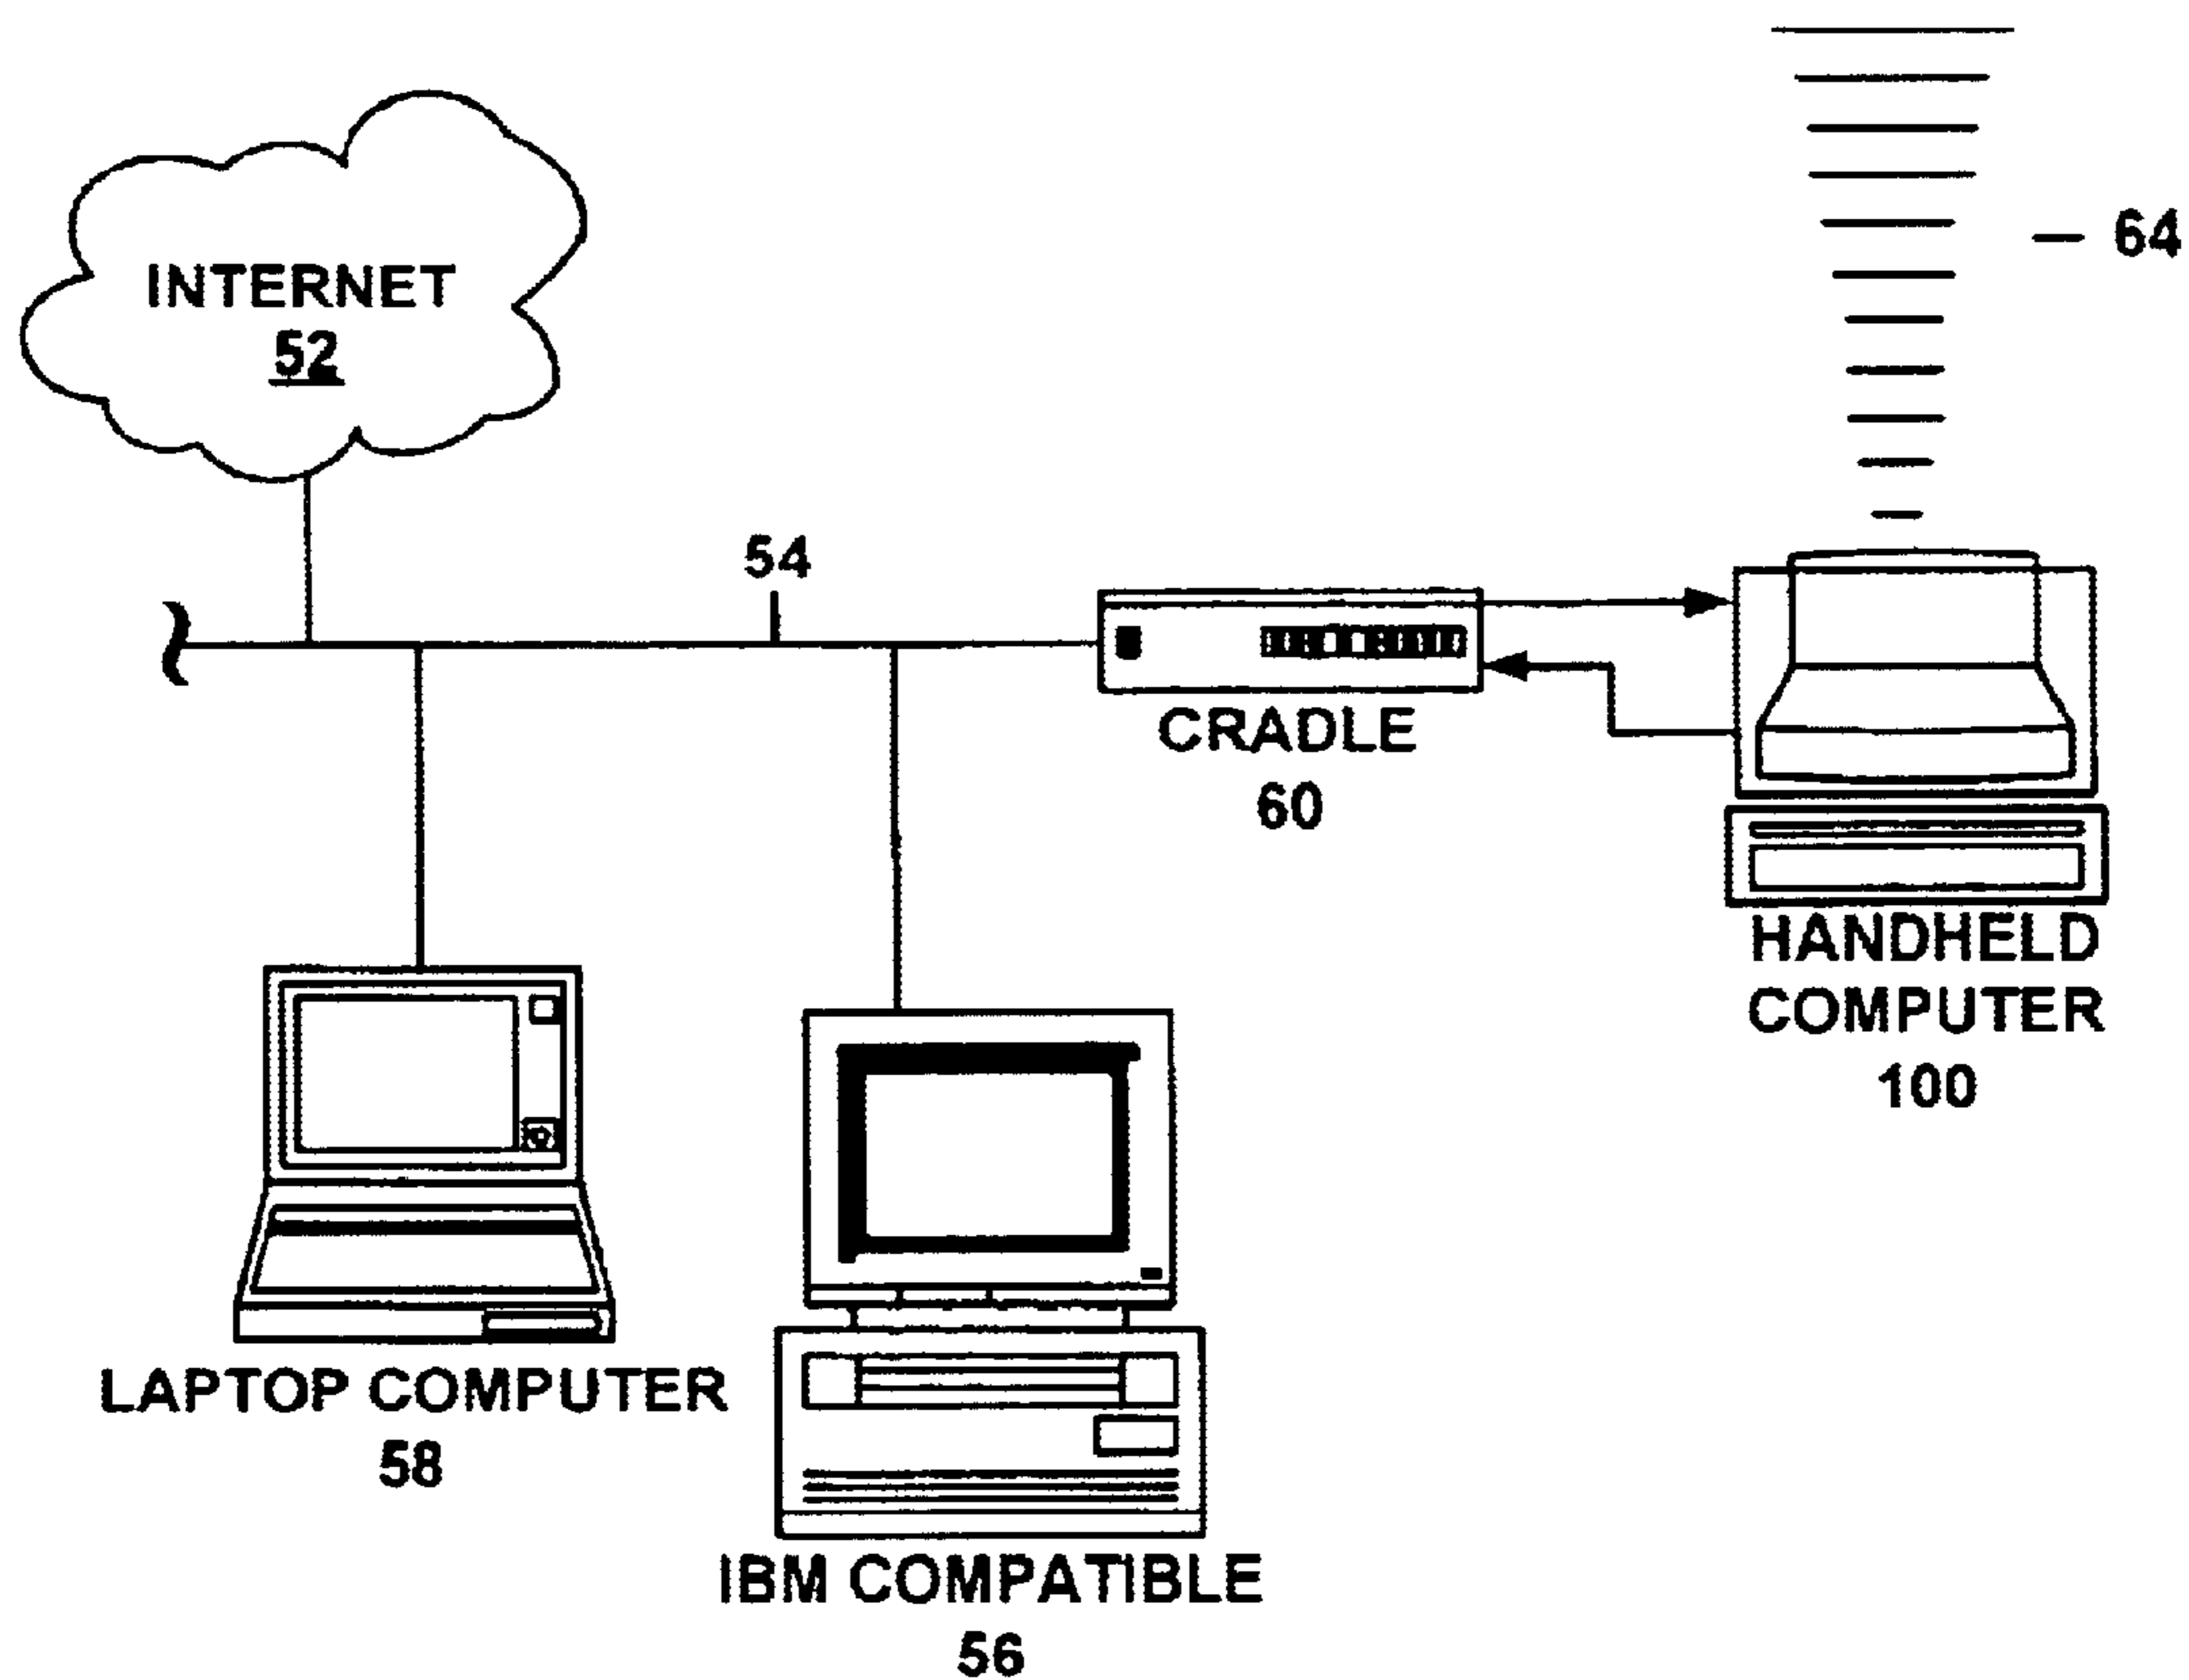 INTERNET
52
64
54
CRADLE
60
HANDHELD
COMPUTER
100
LAPTOP COMPUTER
58
IBM COMPATIBLE
56